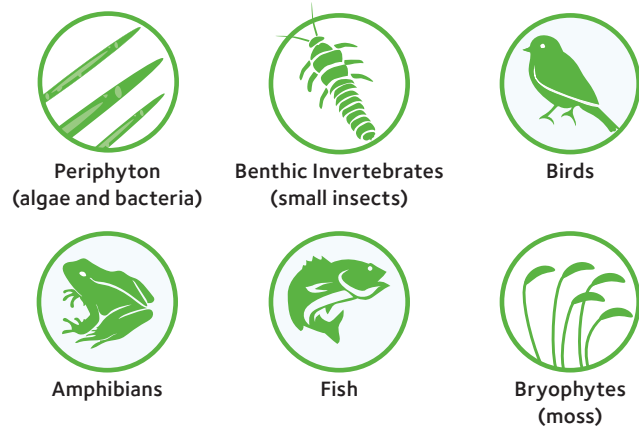 Periphyton
(algae and bacteria)
Benthic Invertebrates
(small insects)
Birds
Amphibians
Fish
Bryophytes
(moss)